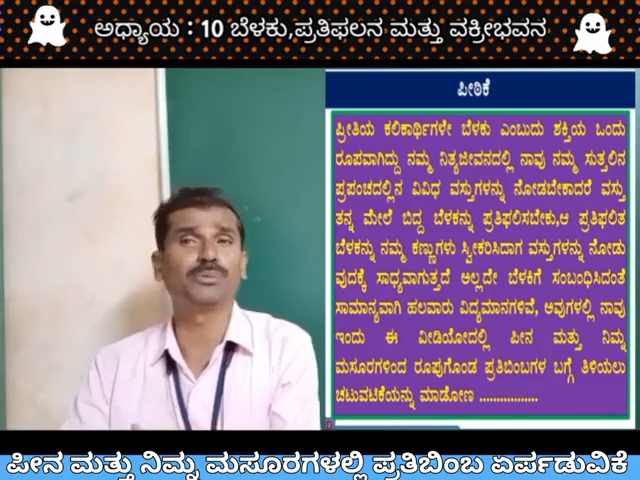 ಅಧ್ಯಾಯ : 10 ಬೆಳಕು,ಪ್ರತಿಫಲನ ಮತ್ತು ವಕ್ರೀಭವನ
ಪೀಠಿಕೆ
ಪ್ರೀತಿಯ ಕಲಿಕಾರ್ಥಿಗಳೇ ಬೆಳಕು ಎಂಬುದು ಶಕ್ತಿಯ ಒಂದು
ರೂಪವಾಗಿದ್ದು ನಮ್ಮ ನಿತ್ಯಜೀವನದಲ್ಲಿ ನಾವು ನಮ್ಮ ಸುತ್ತಲಿನ
ಪ್ರಪಂಚದಲ್ಲಿನ ವಿವಿಧ ವಸ್ತುಗಳನ್ನು ನೋಡಬೇಕಾದರೆ ವಸ್ತು
ತನ್ನ ಮೇಲೆ ಬಿದ್ದ ಬೆಳಕನ್ನು ಪ್ರತಿಫಲಿಸಬೇಕು,ಆ ಪ್ರತಿಫಲಿತ
ಬೆಳಕನ್ನು ನಮ್ಮ ಕಣ್ಣುಗಳು ಸ್ವೀಕರಿಸಿದಾಗ ವಸ್ತುಗಳನ್ನು ನೋಡು
ವುದಕ್ಕೆ ಸಾಧ್ಯವಾಗುತ್ತದೆ ಅಲ್ಲದೇ ಬೆಳಕಿಗೆ ಸಂಬಂಧಿಸಿದಂತೆ
ಸಾಮಾನ್ಯವಾಗಿ ಹಲವಾರು ವಿದ್ಯಮಾನಗಳಿವೆ, ಅವುಗಳಲ್ಲಿ ನಾವು
ಇಂದು ಈ ವೀಡಿಯೋದಲ್ಲಿ ಪೀನ ಮತ್ತು ನಿಮ್ನ
ಮಸೂರಗಳಿಂದ ರೂಪುಗೊಂಡ ಪ್ರತಿಬಿಂಬಗಳ ಬಗ್ಗೆ ತಿಳಿಯಲು
ಚಟುವಟಿಕೆಯನ್ನು ಮಾಡೋಣ .................
ಪೀನ ಮತ್ತು ನಿಮ್ನ ಮಸೂರಗಳಲ್ಲಿ ಪ್ರತಿಬಿಂಬ ಏರ್ಪಡುವಿಕೆ